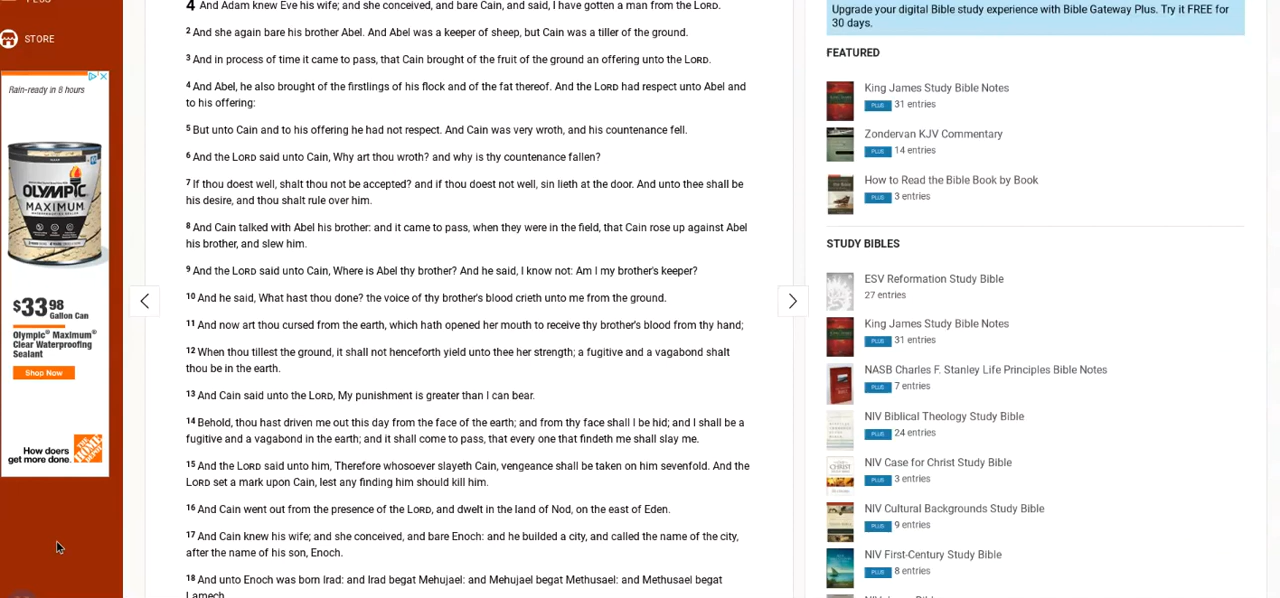 STORE
Rain-ready in 8 hours
OLYMPIC
MAXIMUM
$33 98
Gallon Can
Olympic® Maximum®
Clear Waterproofing
Sealant
Shop Now
How doers
get more done.
THE HOME DEPOT
4 And Adam knew Eve his wife; and she conceived, and bare Cain, and said, I have gotten a man from the LORD.
2 And she again bare his brother Abel. And Abel was a keeper of sheep, but Cain was a tiller of the ground.
3 And in process of time it came to pass, that Cain brought of the fruit of the ground an offering unto the LORD.
4 And Abel, he also brought of the firstlings of his flock and of the fat thereof. And the LORD had respect unto Abel and
to his offering:
5 But unto Cain and to his offering he had not respect. And Cain was very wroth, and his countenance fell.
6 And the LORD said unto Cain, Why art thou wroth? and why is thy countenance fallen?
7 If thou doest well, shalt thou not be accepted? and if thou doest not well, sin lieth at the door. And unto thee shall be
his desire, and thou shalt rule over him.
8 And Cain talked with Abel his brother: and it came to pass, when they were in the field, that Cain rose up against Abel
his brother, and slew him.
9 And the LORD said unto Cain, Where is Abel thy brother? And he said, I know not: Am I my brother's keeper?
10 And he said, What hast thou done? the voice of thy brother's blood crieth unto me from the ground.
11 And now art thou cursed from the earth, which hath opened her mouth to receive thy brother's blood from thy hand;
12 When thou tillest the ground, it shall not henceforth yield unto thee her strength; a fugitive and a vagabond shalt
thou be in the earth.
13 And Cain said unto the LORD, My punishment is greater than I can bear.
14 Behold, thou hast driven me out this day from the face of the earth; and from thy face shall I be hid; and I shall be a
fugitive and a vagabond in the earth; and it shall come to pass, that every one that findeth me shall slay me.
15 And the LORD said unto him, Therefore whosoever slayeth Cain, vengeance shall be taken on him sevenfold. And the
LORD set a mark upon Cain, lest any finding him should kill him.
16 And Cain went out from the presence of the LORD, and dwelt in the land of Nod, on the east of Eden.
17 And Cain knew his wife; and she conceived, and bare Enoch: and he builded a city, and called the name of the city,
after the name of his son, Enoch.
18 And unto Enoch was born Irad: and Irad begat Mehujael: and Mehujael begat Methusael: and Methusael begat
Lamech.
Upgrade your digital Bible study experience with Bible Gateway Plus. Try it FREE for
30 days.
FEATURED
King James Study Bible Notes
PLUS 31 entries
Zondervan KJV Commentary
PLUS 14 entries
How to Read the Bible Book by Book
PLUS 3 entries
STUDY BIBLES
ESV Reformation Study Bible
27 entries
King James Study Bible Notes
PLUS 31 entries
NASB Charles F. Stanley Life Principles Bible Notes
PLUS 7 entries
NIV Biblical Theology Study Bible
PLUS 24 entries
NIV Case for Christ Study Bible
PLUS 3 entries
NIV Cultural Backgrounds Study Bible
PLUS 9 entries
NIV First-Century Study Bible
PLUS 8 entries